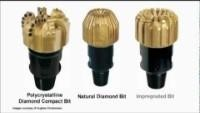 Polycrystalline
Diamond Compact Bit
Natural Diamond Bit
Impregnated Bit